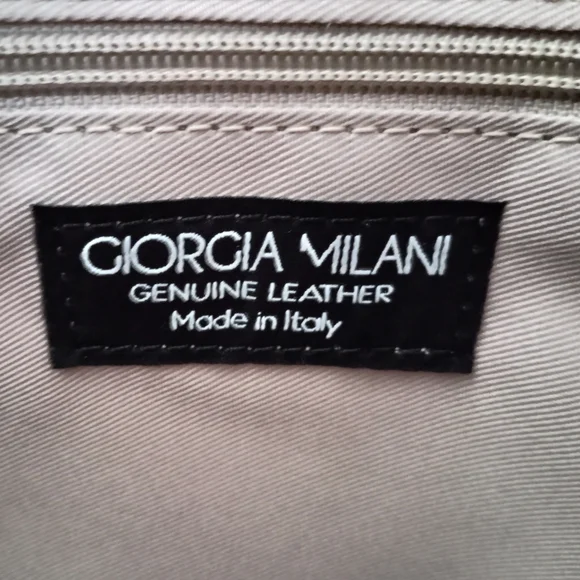 GIORGIA MILANI
GENUINE LEATHER
Made in Italy